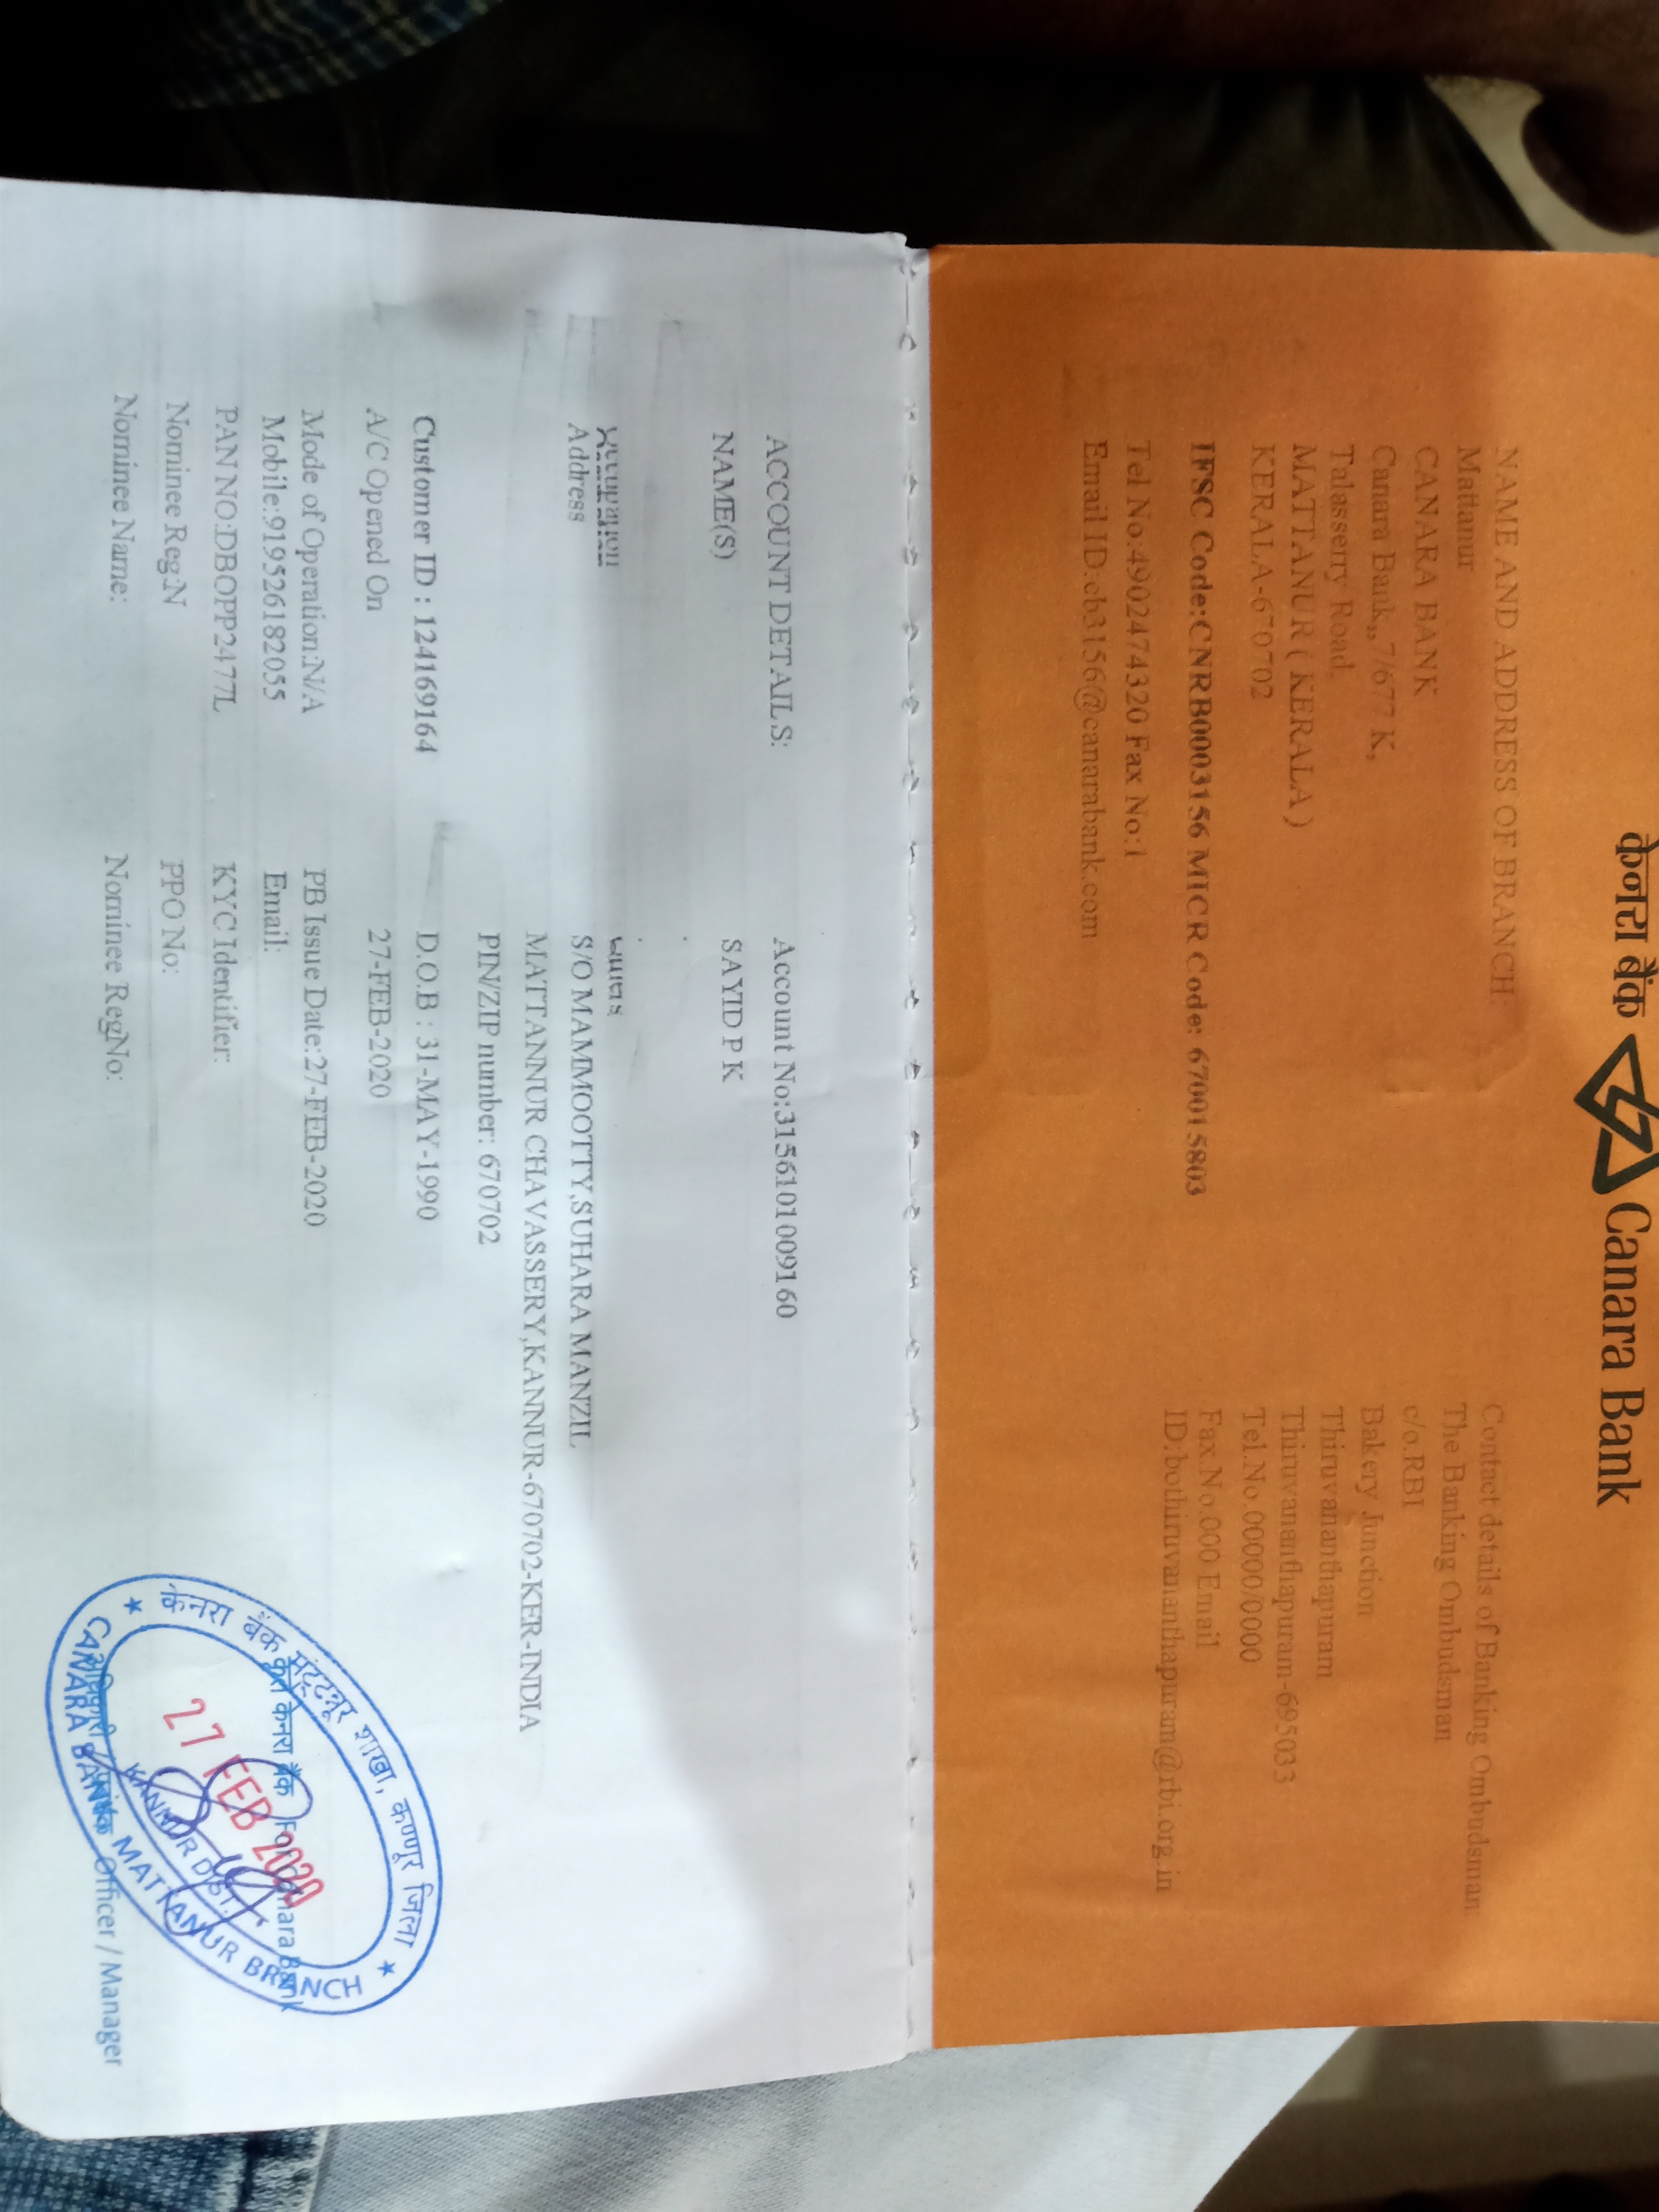 केनरा बैंक Canara Bank
NAME AND ADDRESS OF BRANCH:
Mattanur
CANARA BANK
Canara Bank,,7/677 K,
Talasserry Road,
MATTANUR ( KERALA )
KERALA-670702
IFSC Code:CNRB0003156 MICR Code: 670015803
Tel No:4902474320 Fax No:1
Email ID:cb3156@canarabank.com
Contact details of Banking Ombudsman:
The Banking Ombudsman
c/o.RBI
Bakery Junction
Thiruvananthapuram
Thiruvananthapuram-695033
Tel.No.00000/0000
Fax.No.000 Email
ID:bothiruvananthapuram@rbi.org.in
ACCOUNT DETAILS: Account No:3156101009160
NAME(S) SAYID P K
Address S/O MAMMOOTTY,SUHARA MANZIL
MATTANNUR CHAVASSERY,KANNUR-670702-KER-INDIA
PIN/ZIP number: 670702
Customer ID : 124169164 D.O.B : 31-MAY-1990
A/C Opened On 27-FEB-2020
Mode of Operation:N/A PB Issue Date:27-FEB-2020
Mobile:919526182055 Email:
PAN NO:DBOPP2477L KYC Identifier:
Nominee Reg:N PPO No:
Nominee Name: Nominee RegNo:
केनरा बैंक मट्टन्नूर शाखा, कण्णूर जिला
कृते केनरा बैंक For Canara Bank
27 FEB 2020
KANNUR DIST.
CANARA BANK MATTANUR BRANCH
Officer / Manager